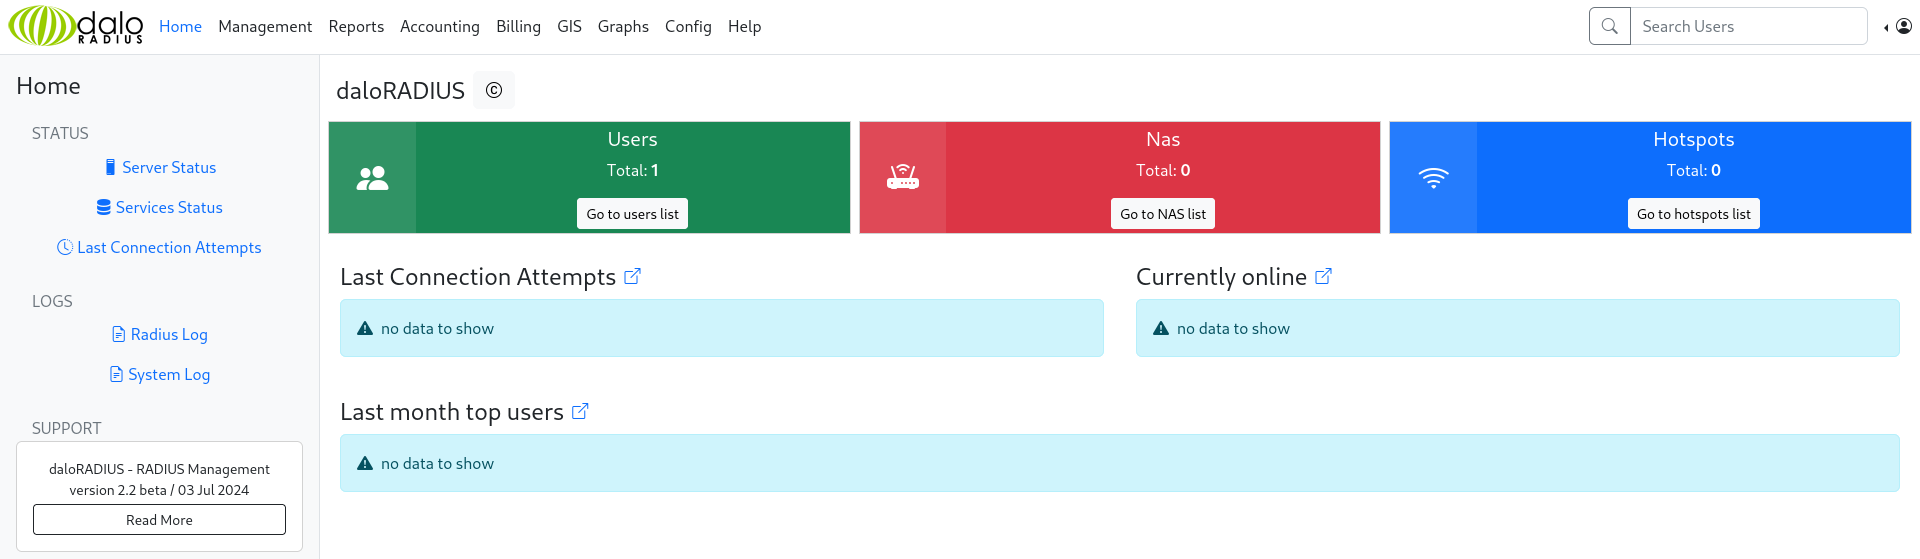 dalo RADIUS
Home Management Reports Accounting Billing GIS Graphs Config Help
Search Users
Home
STATUS
Server Status
Services Status
Last Connection Attempts
LOGS
Radius Log
System Log
SUPPORT
daloRADIUS - RADIUS Management
version 2.2 beta / 03 Jul 2024
Read More
daloRADIUS ©
Users
Total: 1
Go to users list
Nas
Total: 0
Go to NAS list
Hotspots
Total: 0
Go to hotspots list
Last Connection Attempts
no data to show
Currently online
no data to show
Last month top users
no data to show